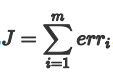 J = \sum_{i=1}^{m} err_i